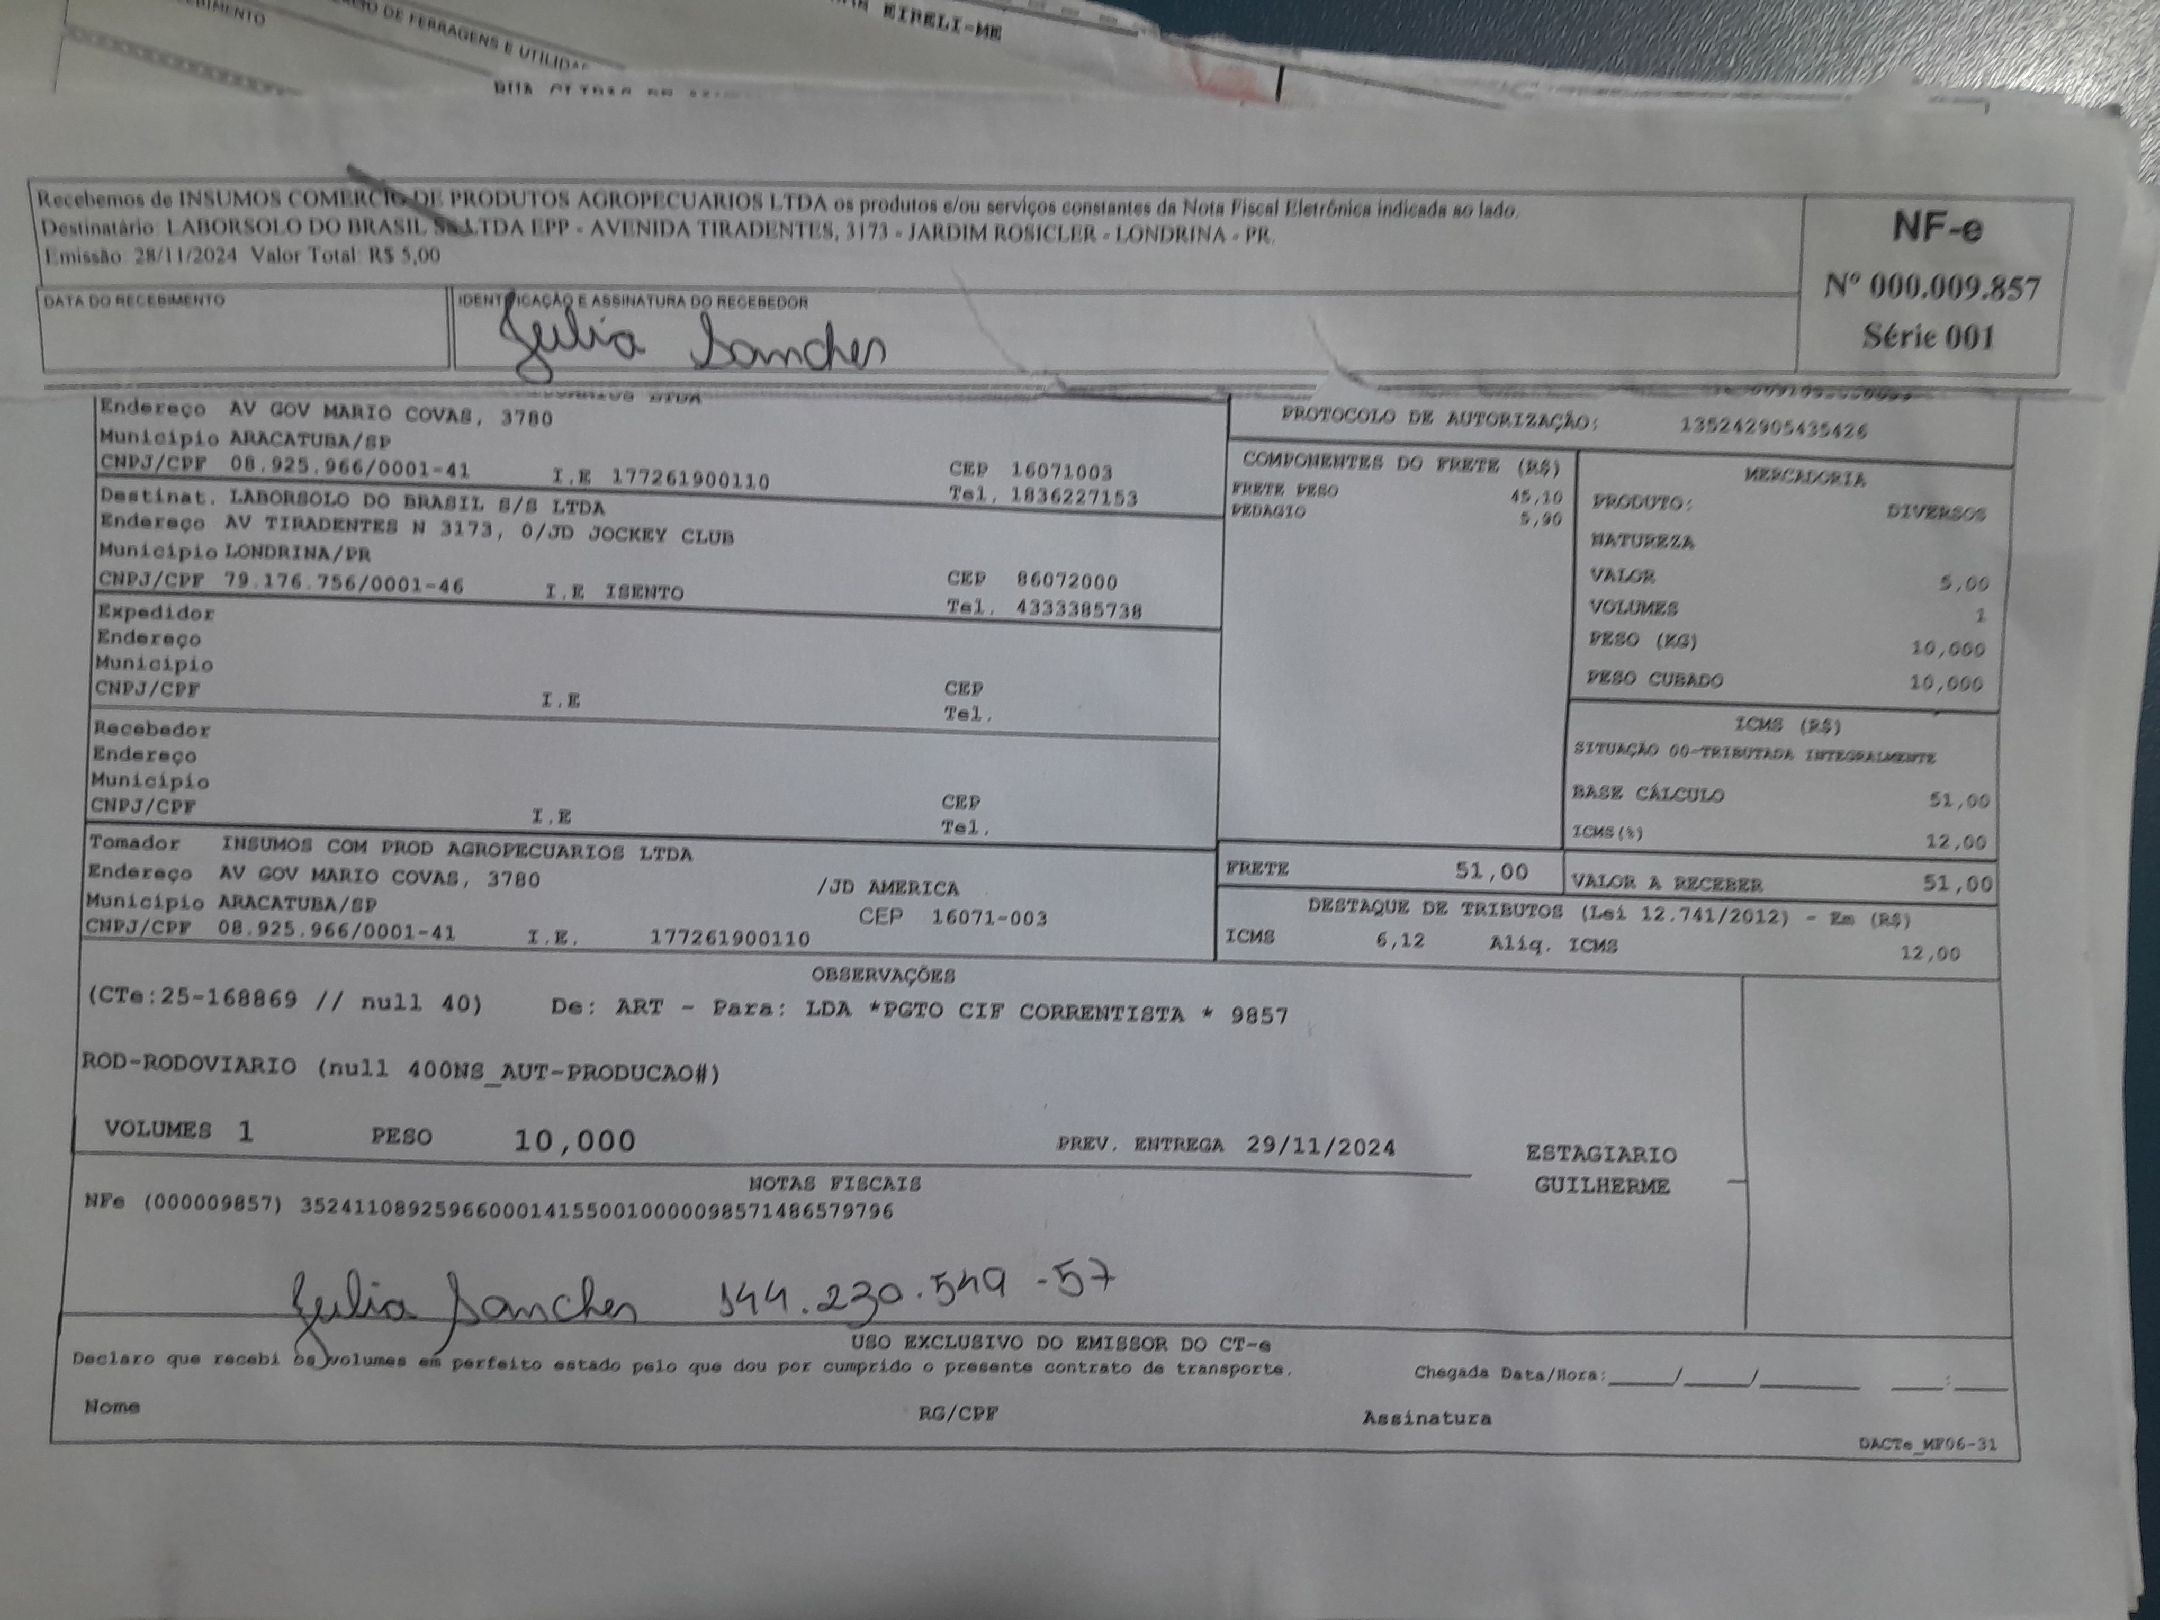 EIRELI-ME
DE FERRAGENS E UTILIDA
Recebemos de INSUMOS COMERCIO DE PRODUTOS AGROPECUARIOS LTDA os produtos e/ou serviços constantes da Nota Fiscal Eletrônica indicada ao lado.
Destinatário: LABORSOLO DO BRASIL SS LTDA EPP - AVENIDA TIRADENTES, 3173 - JARDIM ROSICLER - LONDRINA - PR.
Emissão: 28/11/2024 Valor Total: R$ 5,00
NF-e
Nº 000.009.857
Série 001
DATA DO RECEBIMENTO
IDENTIFICAÇÃO E ASSINATURA DO RECEBEDOR
Julia Sanches
Endereço AV GOV MARIO COVAS, 3780
Município ARACATUBA/SP
CNPJ/CPF 08.925.966/0001-41 I.E 177261900110 CEP 16071003
Tel. 1836227153
Destinat. LABORSOLO DO BRASIL S/S LTDA
Endereço AV TIRADENTES N 3173, 0/JD JOCKEY CLUB
Município LONDRINA/PR
CNPJ/CPF 79.176.756/0001-46 I.E ISENTO CEP 86072000
Tel. 4333385738
Expedidor
Endereço
Município
CNPJ/CPF I.E CEP
Tel.
Recebedor
Endereço
Município
CNPJ/CPF I.E CEP
Tel.
Tomador INSUMOS COM PROD AGROPECUARIOS LTDA
Endereço AV GOV MARIO COVAS, 3780 /JD AMERICA
Município ARACATUBA/SP CEP 16071-003
CNPJ/CPF 08.925.966/0001-41 I.E. 177261900110
PROTOCOLO DE AUTORIZAÇÃO: 135242905435426
COMPONENTES DO FRETE (R$)
FRETE PESO 45,10
PEDAGIO 5,90
MERCADORIA
PRODUTO: DIVERSOS
NATUREZA
VALOR 5,00
VOLUMES 1
PESO (KG) 10,000
PESO CUBADO 10,000
ICMS (R$)
SITUAÇÃO 00-TRIBUTADA INTEGRALMENTE
BASE CÁLCULO 51,00
ICMS(%) 12,00
FRETE 51,00 VALOR A RECEBER 51,00
DESTAQUE DE TRIBUTOS (Lei 12.741/2012) - Em (R$)
ICMS 6,12 Aliq. ICMS 12,00
OBSERVAÇÕES
(CTe:25-168869 // null 40) De: ART - Para: LDA *PGTO CIF CORRENTISTA * 9857
ROD-RODOVIARIO (null 400NS_AUT-PRODUCAO#)
VOLUMES 1 PESO 10,000 PREV. ENTREGA 29/11/2024
ESTAGIARIO
GUILHERME
NOTAS FISCAIS
NFe (000009857) 35241108925966000141550010000098571486579796
Julia Sanches 144.230.549-57
USO EXCLUSIVO DO EMISSOR DO CT-e
Declaro que recebi os volumes em perfeito estado pelo que dou por cumprido o presente contrato de transporte.
Chegada Data/Hora:_____/_____/_______ ____:____
Nome RG/CPF Assinatura
DACTe_MF06-31